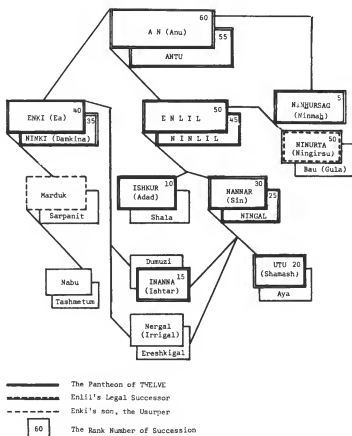 60
A N (Anu)
55
ANTU
40
ENKI (Ea)
35
NINKI (Damkina)
50
E N L I L
45
N I N L I L
5
NINHURSAG
(Ninmah)
50
NINURTA
(Ningirsu)
Bau (Gula)
Marduk
Sarpanit
10
ISHKUR
(Adad)
Shala
30
NANNAR
(Sin)
25
NINGAL
Nabu
Tashmetum
Dumuzi
15
INANNA
(Ishtar)
UTU 20
(Shamash)
Aya
Nergal
(Irrigal)
Ereshkigal
The Pantheon of TWELVE
Enlil's Legal Successor
Enki's son, the Usurper
60 The Rank Number of Succession